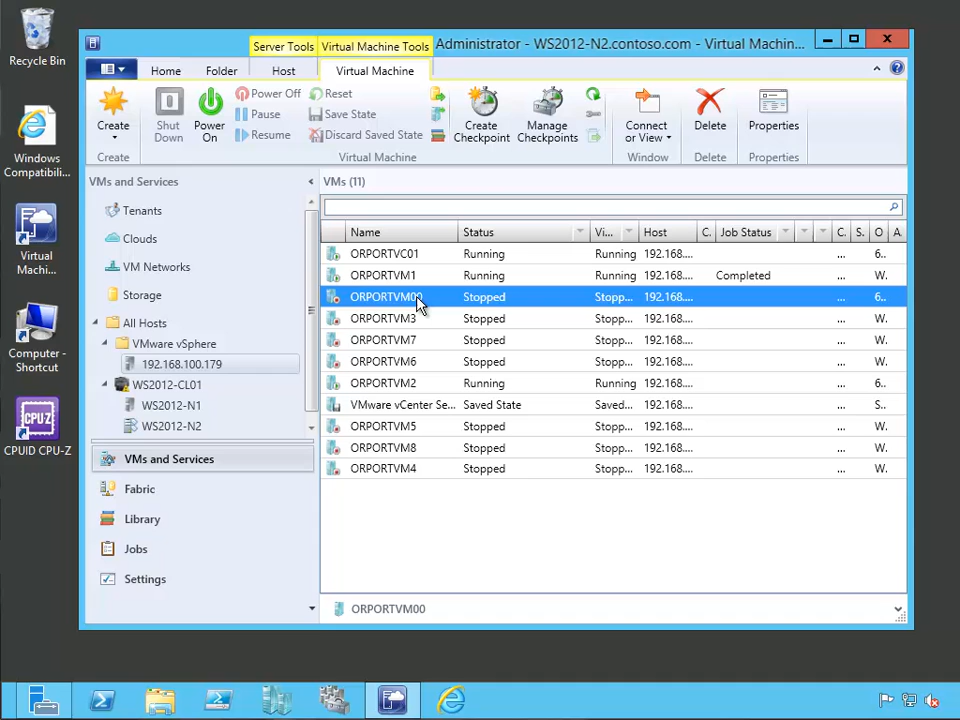 Recycle Bin
Windows
Compatibili...
Virtual
Machi...
Computer -
Shortcut
CPU-Z
CPUID CPU-Z
Server Tools
Virtual Machine Tools
Administrator - WS2012-N2.contoso.com - Virtual Machin...
Home
Folder
Host
Virtual Machine
Create
Shut
Down
Power
On
Power Off
Pause
Resume
Reset
Save State
Discard Saved State
Create
Checkpoint
Manage
Checkpoints
Connect
or View
Delete
Properties
Create
Virtual Machine
Window
Delete
Properties
VMs and Services
Tenants
Clouds
VM Networks
Storage
All Hosts
VMware vSphere
192.168.100.179
WS2012-CL01
WS2012-N1
WS2012-N2
VMs and Services
Fabric
Library
Jobs
Settings
VMs (11)
Name Status Vi... Host C. Job Status C. S. O A
ORPORTVC01 Running Running 192.168.... ... 6..
ORPORTVM1 Running Running 192.168.... Completed ... W.
ORPORTVM00 Stopped Stopp... 192.168.... ... 6..
ORPORTVM3 Stopped Stopp... 192.168.... ... W.
ORPORTVM7 Stopped Stopp... 192.168.... ... W.
ORPORTVM6 Stopped Stopp... 192.168.... ... W.
ORPORTVM2 Running Running 192.168.... ... 6..
VMware vCenter Se... Saved State Saved... 192.168.... ... S..
ORPORTVM5 Stopped Stopp... 192.168.... ... W.
ORPORTVM8 Stopped Stopp... 192.168.... ... W.
ORPORTVM4 Stopped Stopp... 192.168.... ... W.
ORPORTVM00